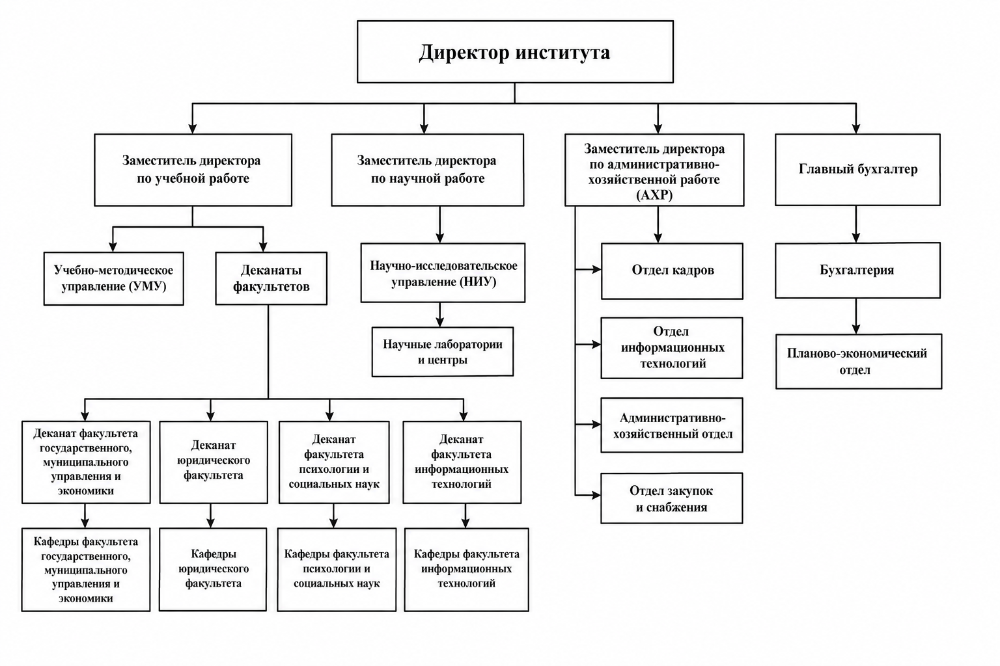 Директор института
Заместитель директора
по учебной работе
Заместитель директора
по научной работе
Заместитель директора
по административно-
хозяйственной работе
(АХР)
Главный бухгалтер
Учебно-методическое
управление (УМУ)
Деканаты
факультетов
Научно-исследовательское
управление (НИУ)
Отдел кадров
Бухгалтерия
Научные лаборатории
и центры
Отдел
информационных
технологий
Планово-экономический
отдел
Административно-
хозяйственный отдел
Отдел закупок
и снабжения
Деканат факультета
государственного,
муниципального
управления и
экономики
Деканат
юридического
факультета
Деканат
факультета
психологии и
социальных наук
Деканат
факультета
информационных
технологий
Кафедры факультета
государственного,
муниципального
управления и
экономики
Кафедры
юридического
факультета
Кафедры факультета
психологии и
социальных наук
Кафедры факультета
информационных
технологий